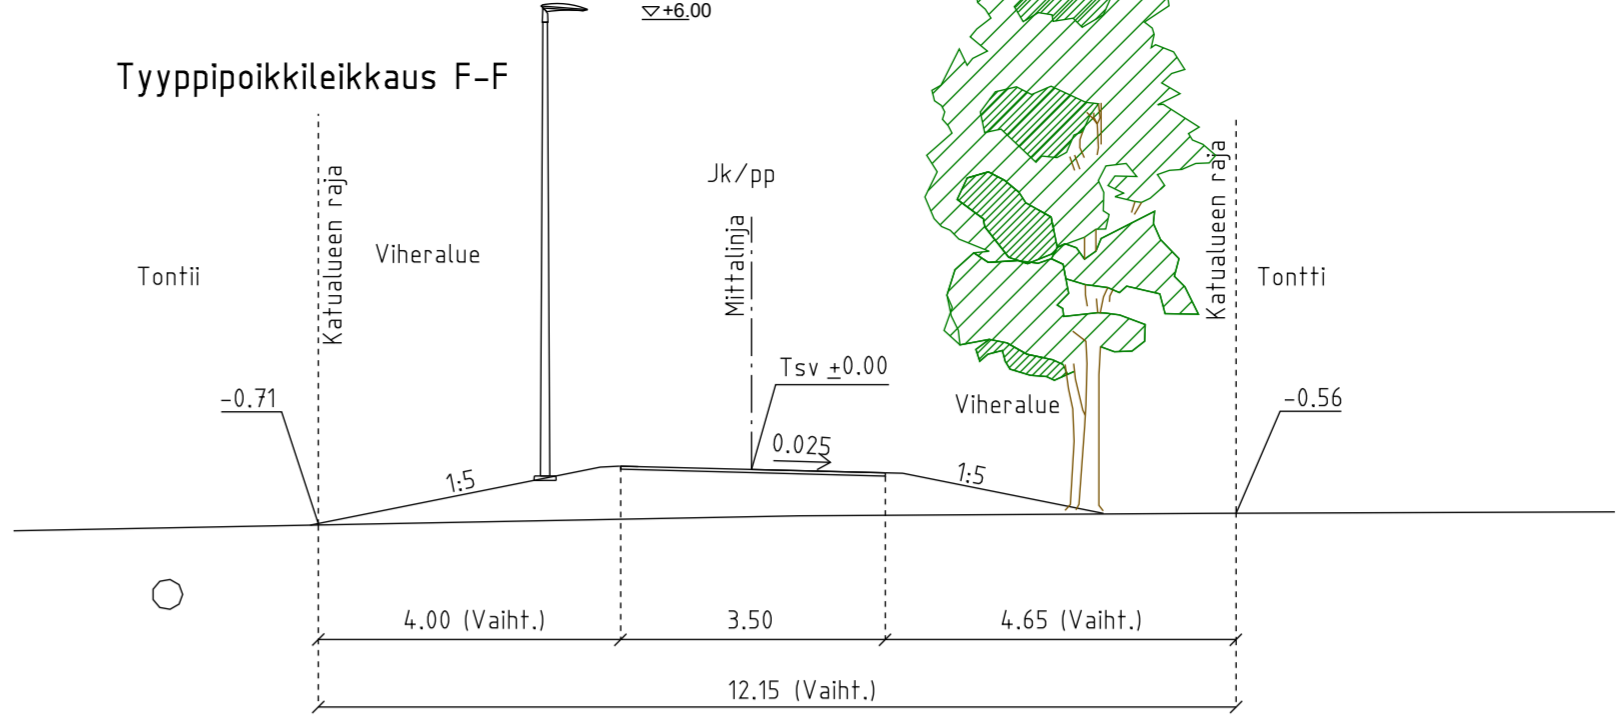 ▽+6.00
Tyyppipoikkileikkaus F-F
Jk/pp
Katualueen raja
Viheralue
Tontii
Mittalinja
Katualueen raja
Tontti
Tsv ±0.00
-0.71
Viheralue
-0.56
0.025
1:5
1:5
4.00 (Vaiht.)
3.50
4.65 (Vaiht.)
12.15 (Vaiht.)